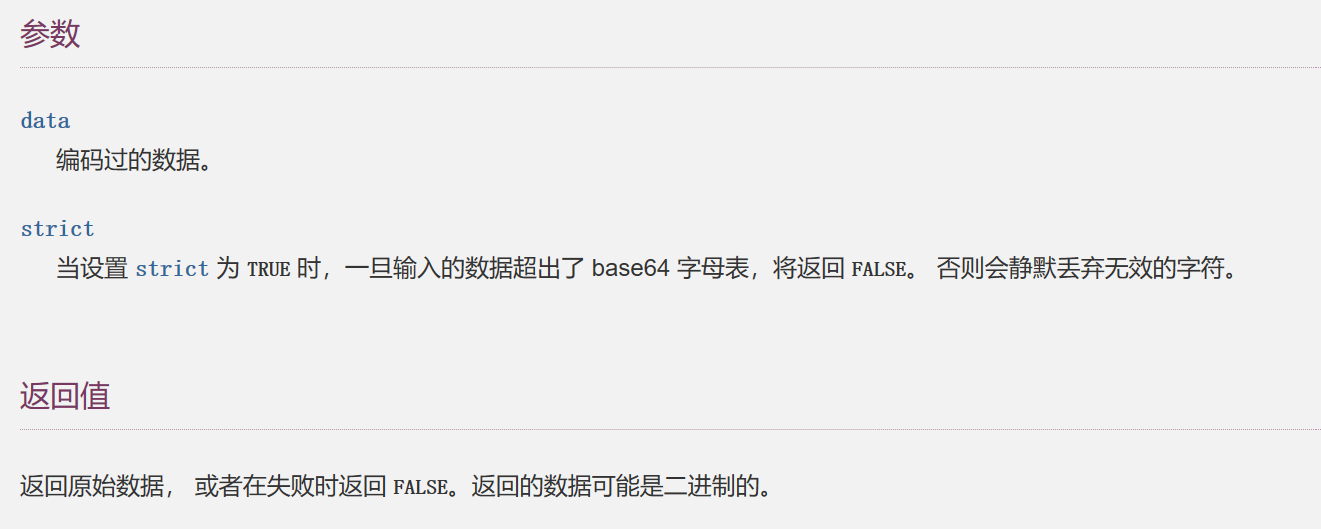 参数
data
编码过的数据。
strict
当设置 strict 为 TRUE 时，一旦输入的数据超出了 base64 字母表，将返回 FALSE。 否则会静默丢弃无效的字符。
返回值
返回原始数据， 或者在失败时返回 FALSE。返回的数据可能是二进制的。